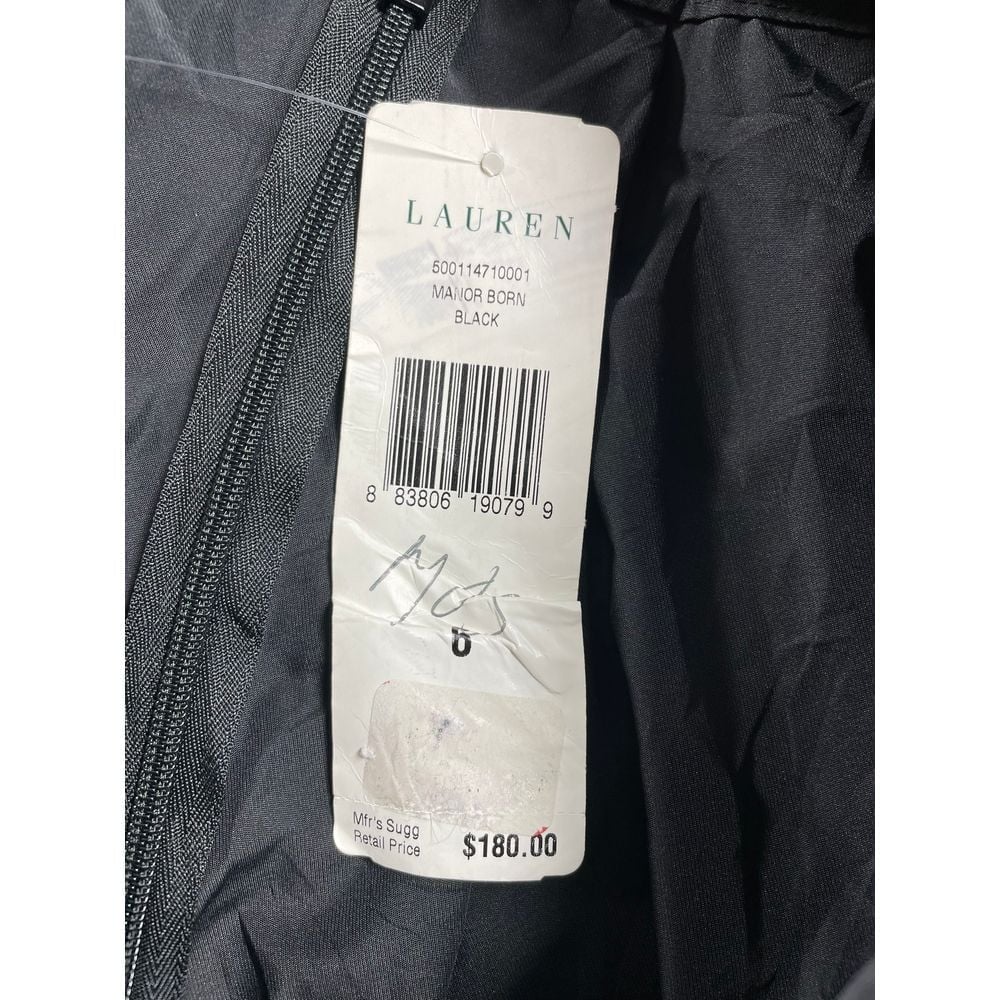 LAUREN
500114710001
MANOR BORN
BLACK
8 83806 19079 9
6
Mfr's Sugg
Retail Price $180.00